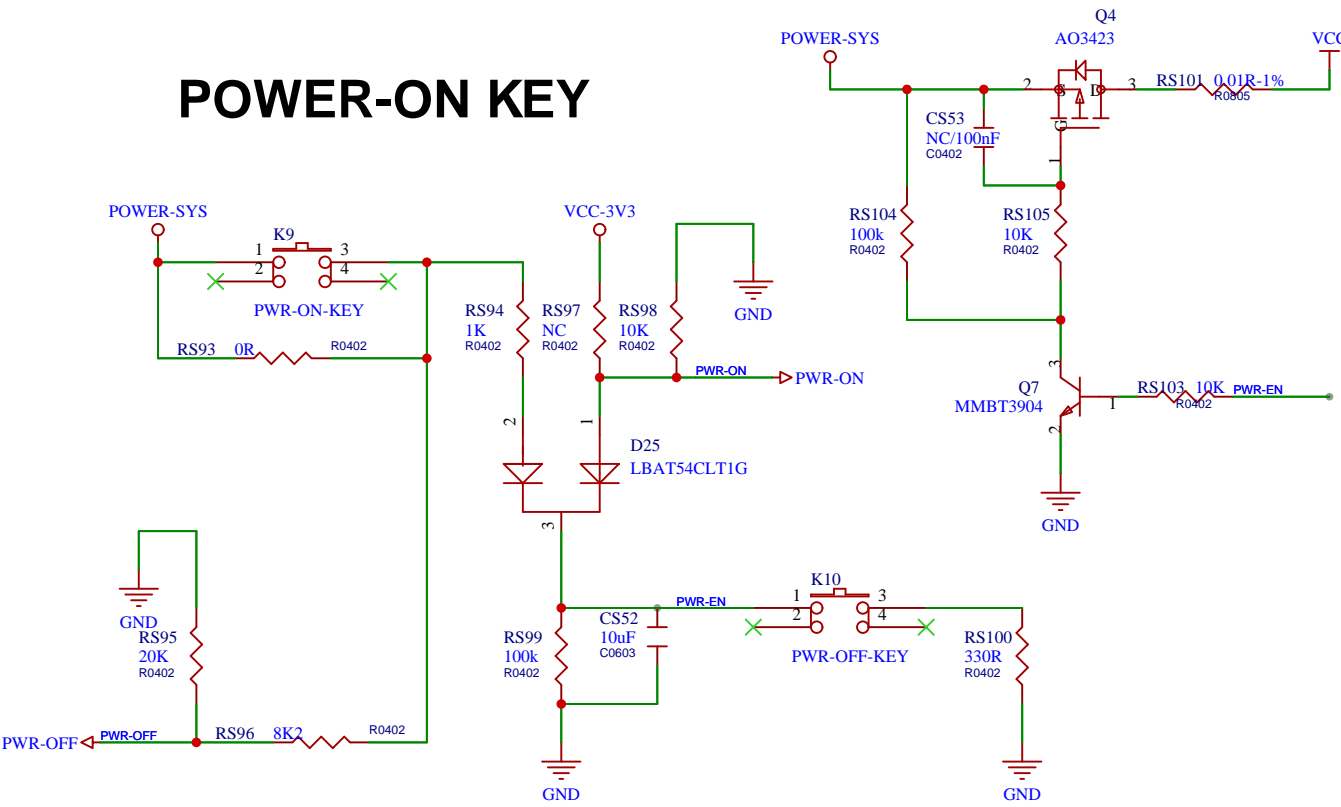 POWER-ON KEY
POWER-SYS
K9
1
3
2
4
PWR-ON-KEY
RS93
0R
R0402
VCC-3V3
RS94
1K
R0402
RS97
NC
R0402
RS98
10K
R0402
GND
PWR-ON
PWR-ON
2
1
D25
LBAT54CLT1G
3
GND
RS95
20K
R0402
PWR-OFF
PWR-OFF
RS96
8K2
R0402
RS99
100k
R0402
CS52
10uF
C0603
PWR-EN
GND
K10
1
3
2
4
PWR-OFF-KEY
RS100
330R
R0402
GND
POWER-SYS
Q4
AO3423
2
S
D
3
G
1
RS101
0.01R-1%
R0805
VCC
CS53
NC/100nF
C0402
RS104
100k
R0402
RS105
10K
R0402
3
Q7
MMBT3904
1
2
RS103
10K
R0402
PWR-EN
GND